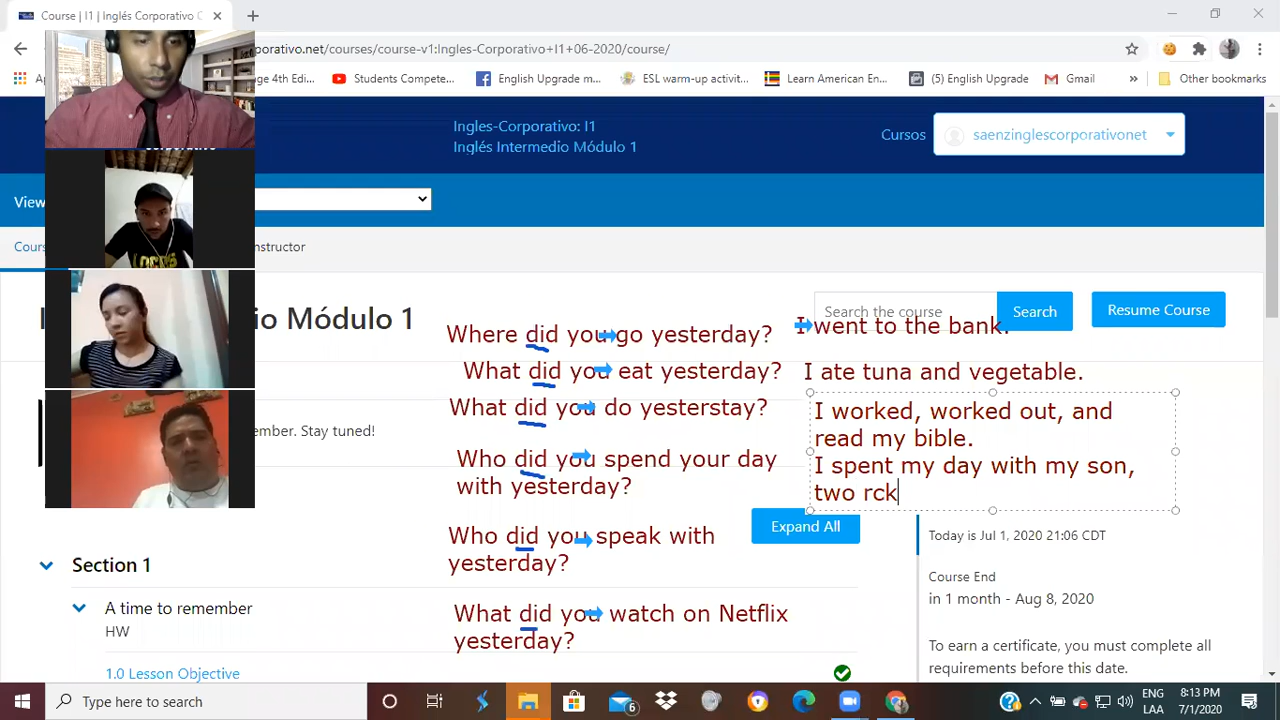 Course | I1 | Inglés Corporativo
porativo.net/courses/course-v1:Ingles-Corporativo+I1+06-2020/course/
ge 4th Edi...
Students Compete...
English Upgrade m...
ESL warm-up activit...
Learn American En...
(5) English Upgrade
Gmail
Other bookmarks
Ingles-Corporativo: I1
Inglés Intermedio Módulo 1
Cursos
saenzinglescorporativonet
View
Cours
nstructor
io Módulo 1
Search the course
Search
Resume Course
Where did you go yesterday?
I went to the bank.
What did you eat yesterday?
I ate tuna and vegetable.
What did you do yesterstay?
I worked, worked out, and
read my bible.
ember. Stay tuned!
Who did you spend your day
with yesterday?
I spent my day with my son,
two rck
Expand All
Who did you speak with
yesterday?
What did you watch on Netflix
yesterday?
Section 1
A time to remember
HW
1.0 Lesson Objective
Today is Jul 1, 2020 21:06 CDT
Course End
in 1 month - Aug 8, 2020
To earn a certificate, you must complete all
requirements before this date.
Type here to search
6
ENG
LAA
8:13 PM
7/1/2020